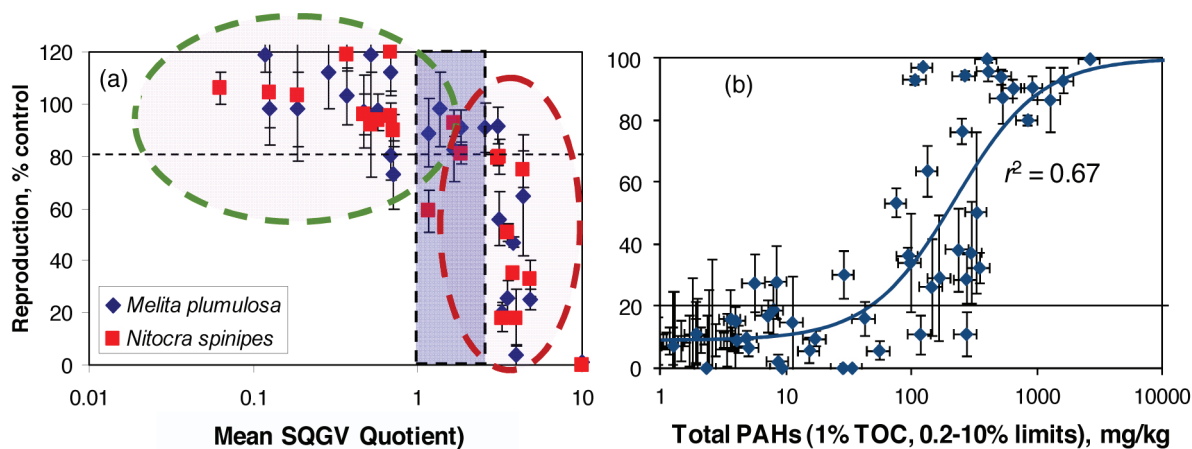 (a)
Reproduction, % control
120
100
80
60
40
20
0
Melita plumulosa
Nitocra spinipes
0.01
0.1
1
10
Mean SQGV Quotient)
(b)
100
80
60
40
20
0
r² = 0.67
1
10
100
1000
10000
Total PAHs (1% TOC, 0.2-10% limits), mg/kg